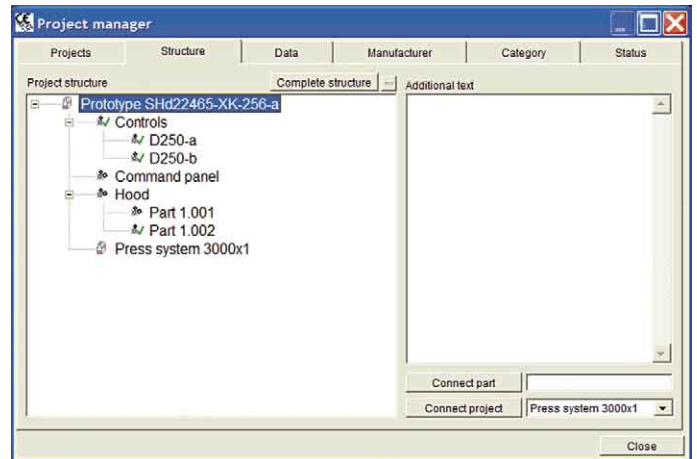 Project manager
Projects Structure Data Manufacturer Category Status
Project structure Complete structure ... Additional text
Prototype SHd22465-XK-256-a
Controls
D250-a
D250-b
Command panel
Hood
Part 1.001
Part 1.002
Press system 3000x1
Connect part
Connect project Press system 3000x1
Close